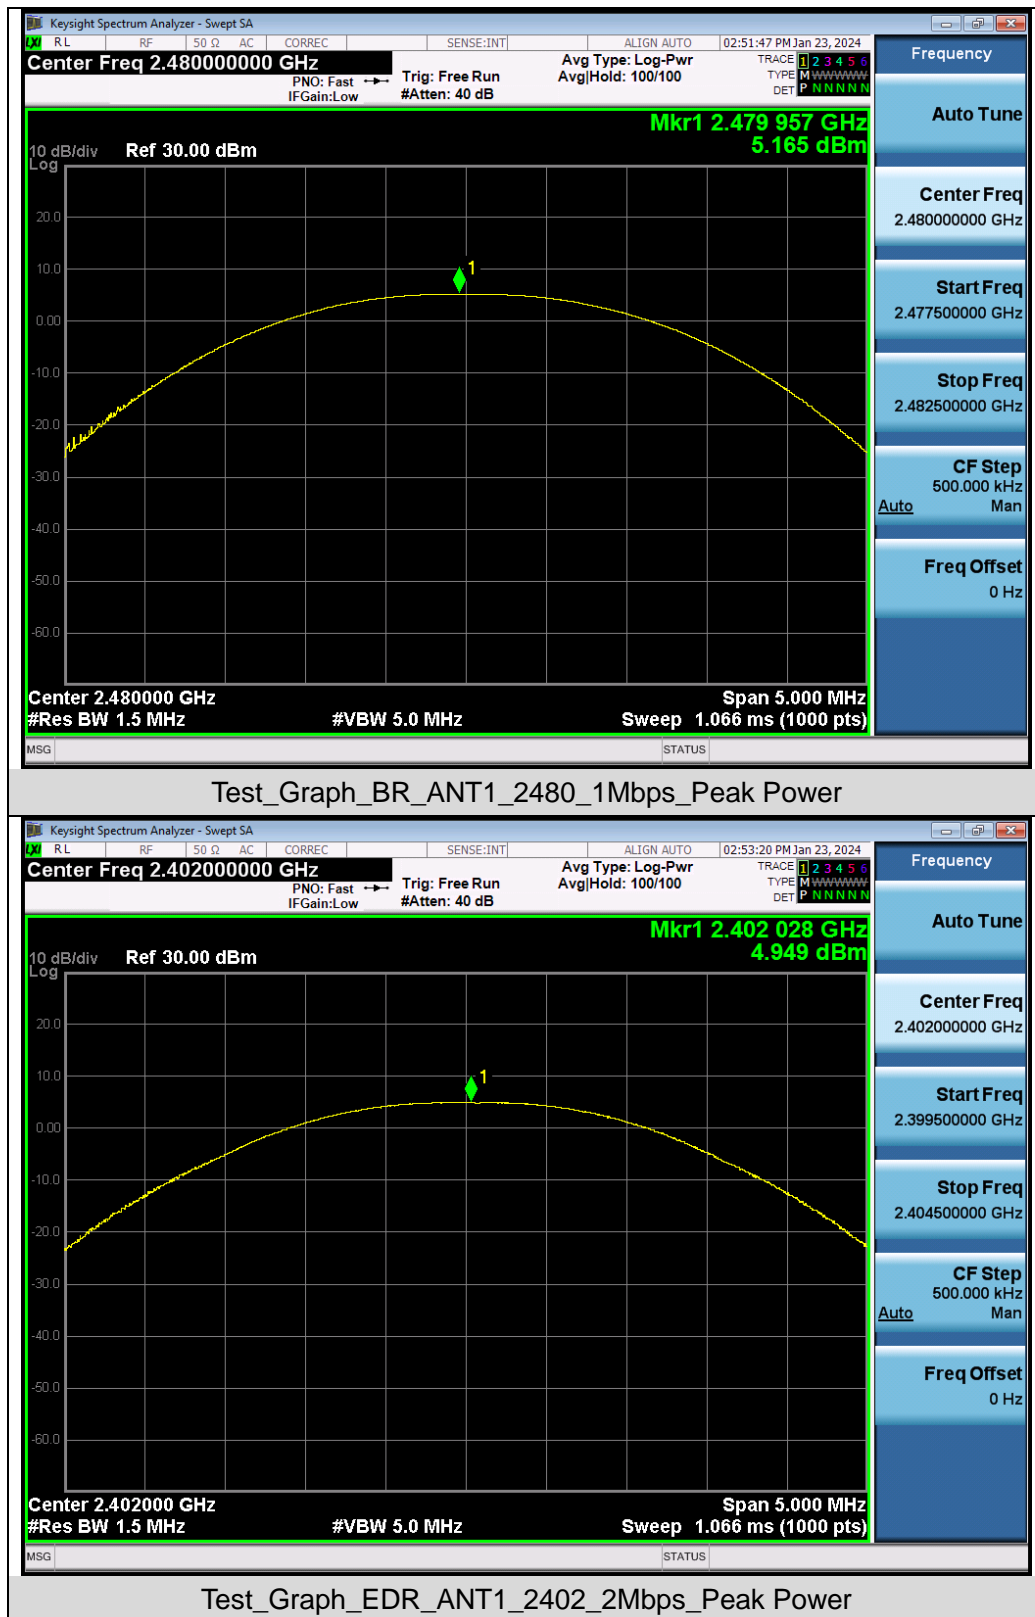 Keysight Spectrum Analyzer - Swept SA
LXI RL RF 50 Ω AC CORREC SENSE:INT ALIGN AUTO 02:51:47 PM Jan 23, 2024
Center Freq 2.480000000 GHz
PNO: Fast
IFGain:Low
Trig: Free Run
#Atten: 40 dB
Avg Type: Log-Pwr
Avg|Hold: 100/100
TRACE 1 2 3 4 5 6
TYPE M WWWWW
DET P N N N N N
Frequency
Auto Tune
Center Freq
2.480000000 GHz
Start Freq
2.477500000 GHz
Stop Freq
2.482500000 GHz
CF Step
500.000 kHz
Auto Man
Freq Offset
0 Hz
Mkr1 2.479 957 GHz
5.165 dBm
10 dB/div Ref 30.00 dBm
Log
20.0
10.0
0.00
-10.0
-20.0
-30.0
-40.0
-50.0
-60.0
1
Center 2.480000 GHz Span 5.000 MHz
#Res BW 1.5 MHz #VBW 5.0 MHz Sweep 1.066 ms (1000 pts)
MSG STATUS
Test_Graph_BR_ANT1_2480_1Mbps_Peak Power
Keysight Spectrum Analyzer - Swept SA
LXI RL RF 50 Ω AC CORREC SENSE:INT ALIGN AUTO 02:53:20 PM Jan 23, 2024
Center Freq 2.402000000 GHz
PNO: Fast
IFGain:Low
Trig: Free Run
#Atten: 40 dB
Avg Type: Log-Pwr
Avg|Hold: 100/100
TRACE 1 2 3 4 5 6
TYPE M WWWWW
DET P N N N N N
Frequency
Auto Tune
Center Freq
2.402000000 GHz
Start Freq
2.399500000 GHz
Stop Freq
2.404500000 GHz
CF Step
500.000 kHz
Auto Man
Freq Offset
0 Hz
Mkr1 2.402 028 GHz
4.949 dBm
10 dB/div Ref 30.00 dBm
Log
20.0
10.0
0.00
-10.0
-20.0
-30.0
-40.0
-50.0
-60.0
1
Center 2.402000 GHz Span 5.000 MHz
#Res BW 1.5 MHz #VBW 5.0 MHz Sweep 1.066 ms (1000 pts)
MSG STATUS
Test_Graph_EDR_ANT1_2402_2Mbps_Peak Power